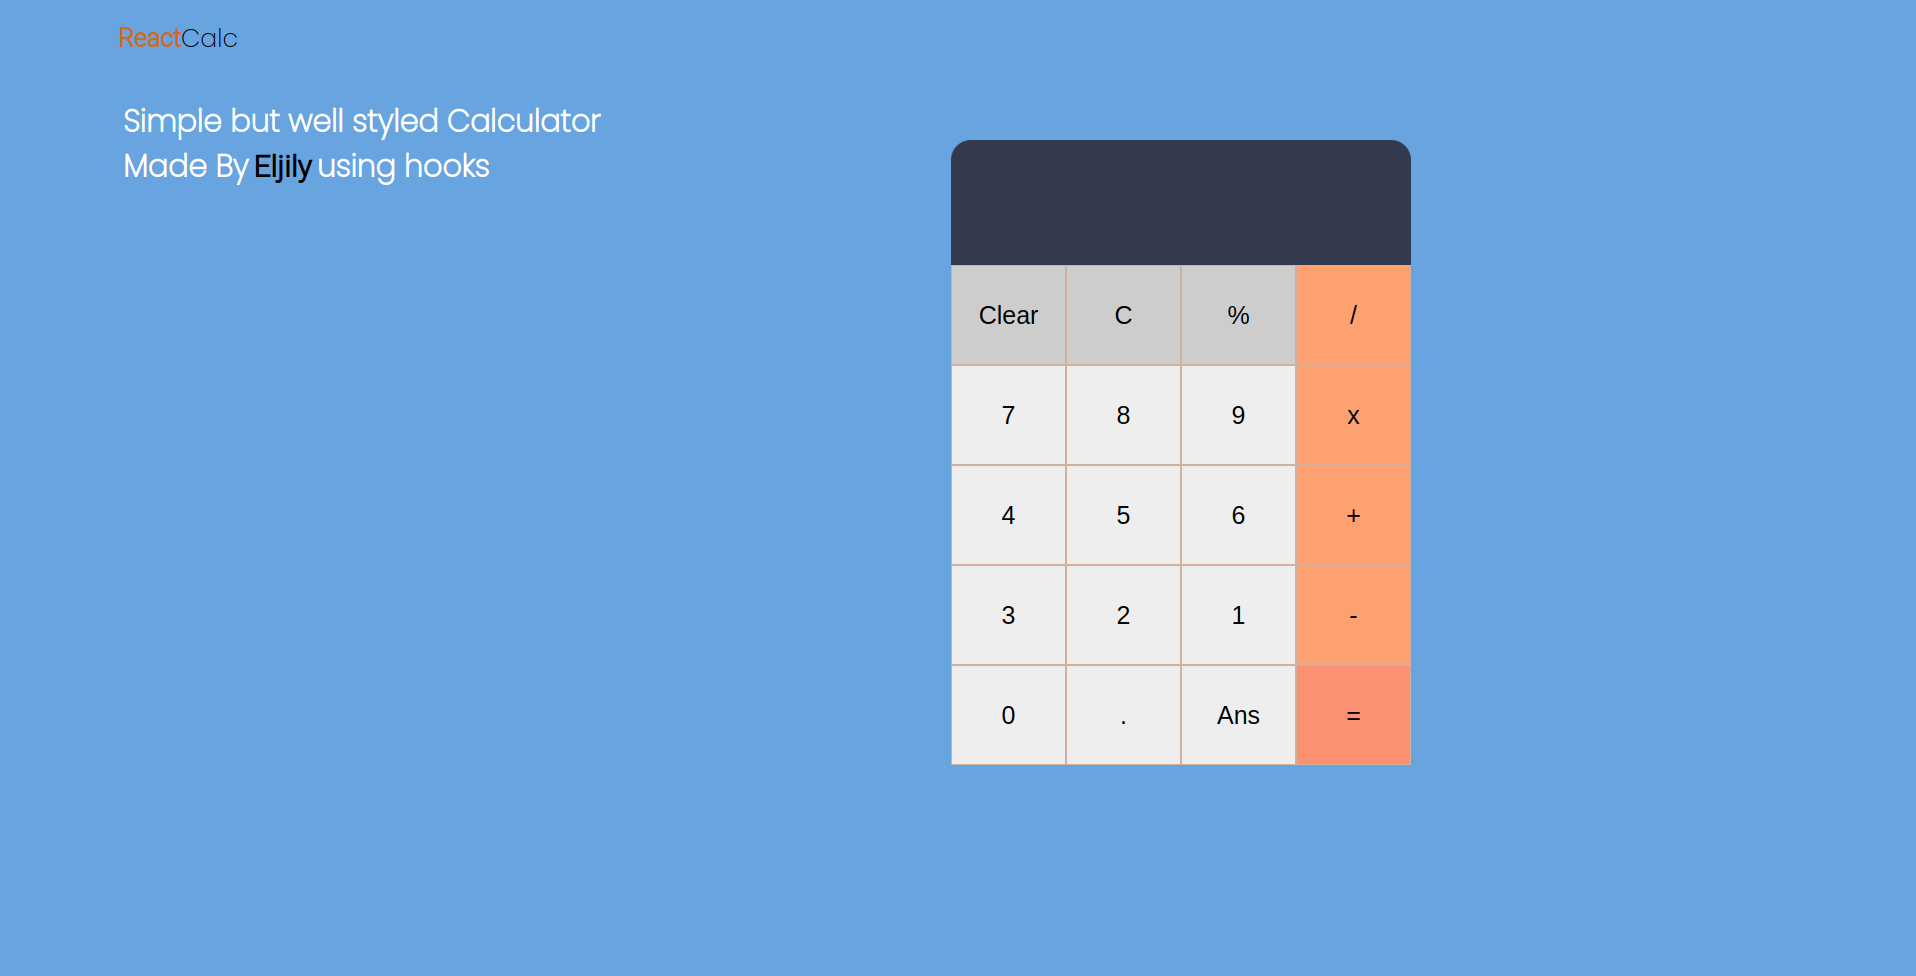 ReactCalc
Simple but well styled Calculator
Made By Eljily using hooks
Clear C % /
7 8 9 x
4 5 6 +
3 2 1 -
0 . Ans =